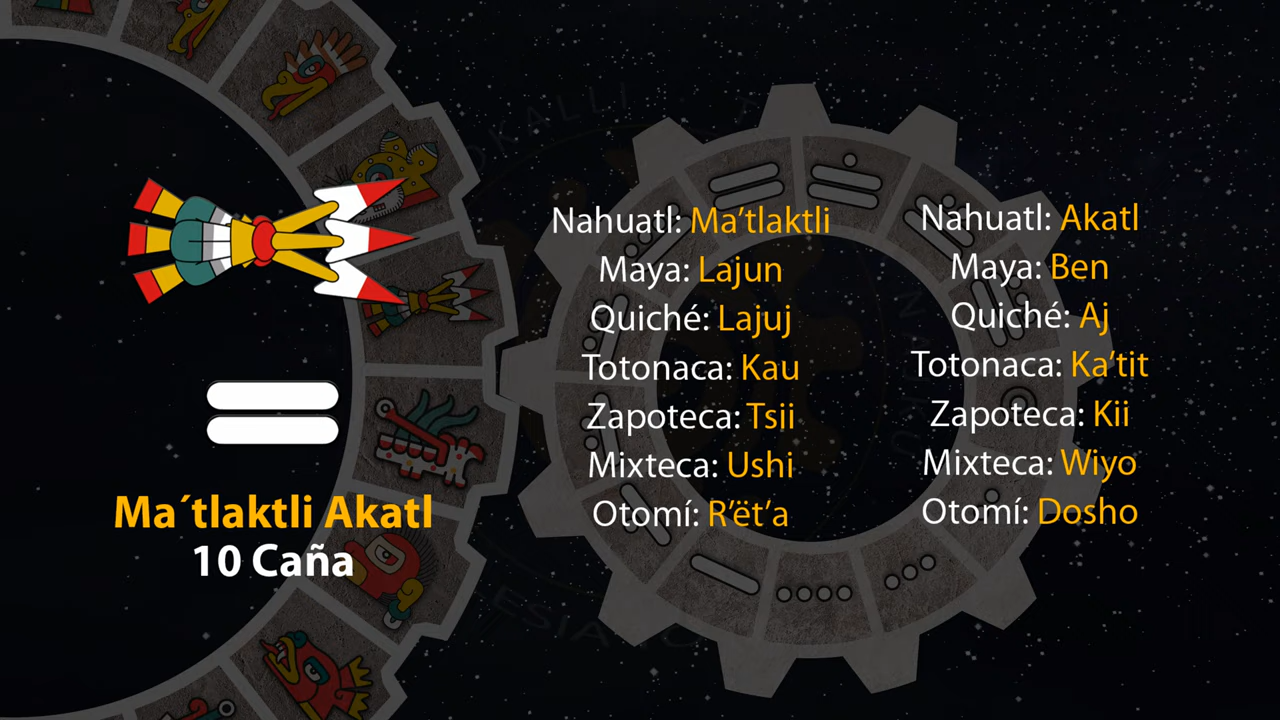 Ma´tlaktli Akatl
10 Caña
Nahuatl: Ma’tlaktli
Maya: Lajun
Quiché: Lajuj
Totonaca: Kau
Zapoteca: Tsii
Mixteca: Ushi
Otomí: R’ët’a
Nahuatl: Akatl
Maya: Ben
Quiché: Aj
Totonaca: Ka’tit
Zapoteca: Kii
Mixteca: Wiyo
Otomí: Dosho